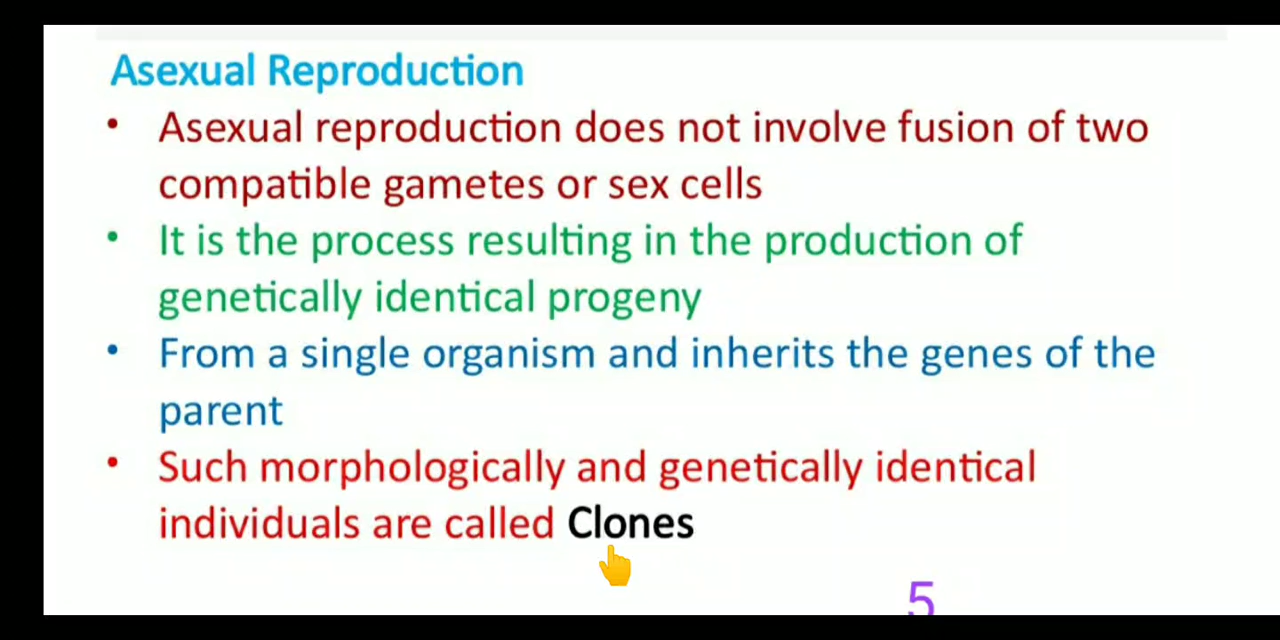 Asexual Reproduction
• Asexual reproduction does not involve fusion of two
compatible gametes or sex cells
• It is the process resulting in the production of
genetically identical progeny
• From a single organism and inherits the genes of the
parent
• Such morphologically and genetically identical
individuals are called Clones
5